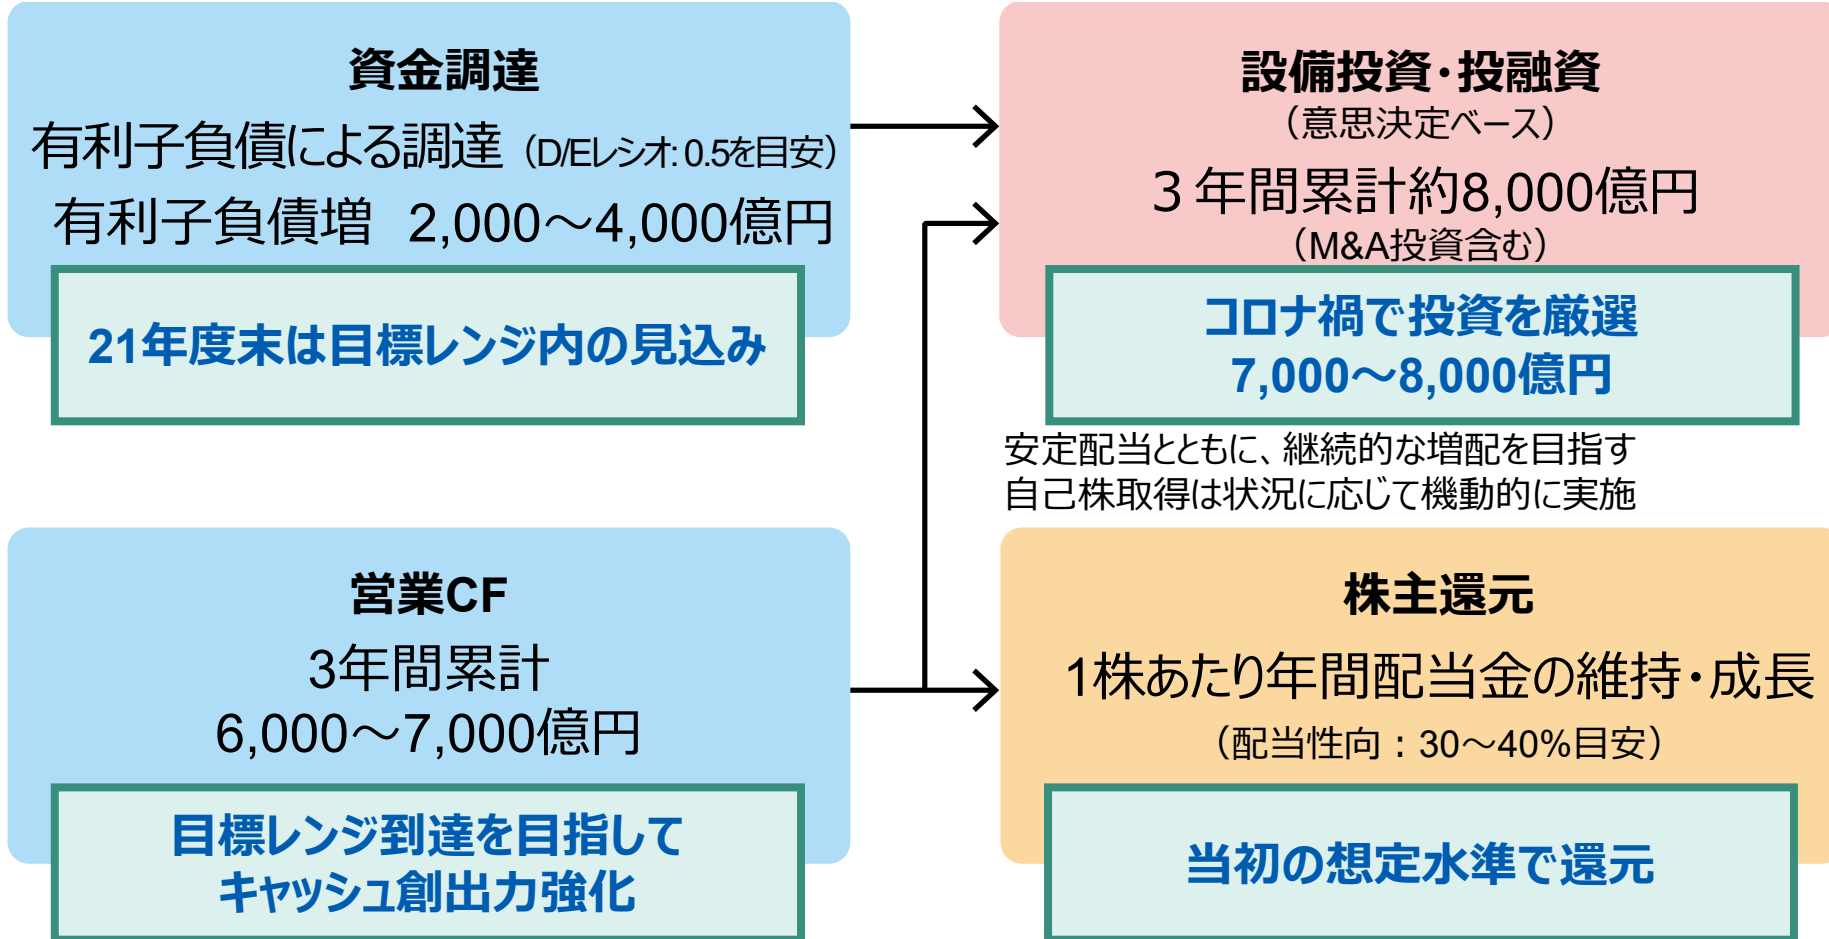 資金調達
有利子負債による調達（D/Eレシオ: 0.5を目安）
有利子負債増　2,000～4,000億円
21年度末は目標レンジ内の見込み
設備投資・投融資
（意思決定ベース）
３年間累計約8,000億円
（M&A投資含む）
コロナ禍で投資を厳選
7,000～8,000億円
安定配当とともに、継続的な増配を目指す
自己株取得は状況に応じて機動的に実施
営業CF
3年間累計
6,000～7,000億円
目標レンジ到達を目指して
キャッシュ創出力強化
株主還元
1株あたり年間配当金の維持・成長
（配当性向：30～40%目安）
当初の想定水準で還元